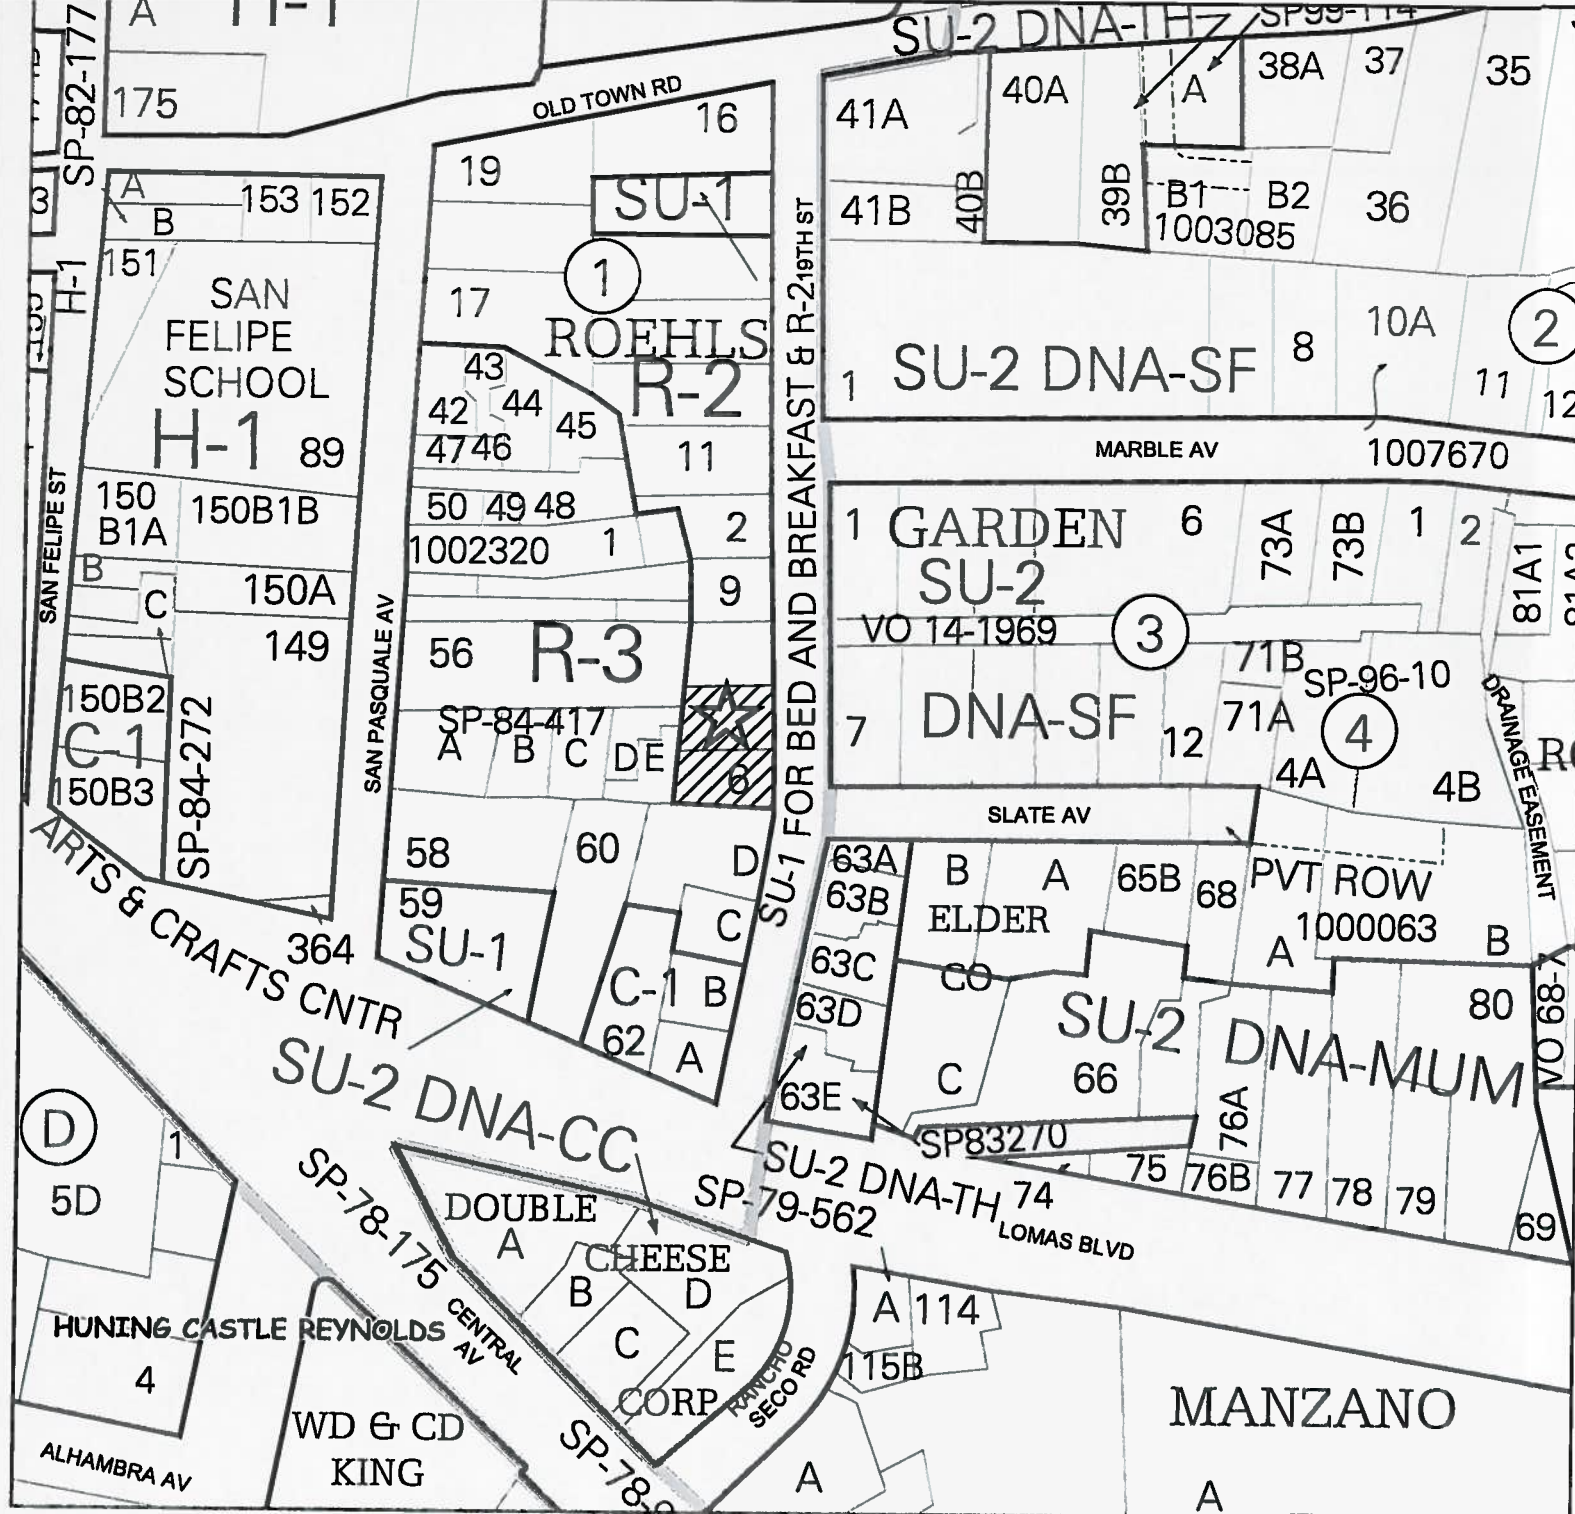 A
H-1
SU-2 DNA-TH
SP99-114
SP-82-177
175
OLD TOWN RD
16
41A
40A
A
38A
37
35
19
SU-1
A
B
153
152
3
41B
40B
39B
B1
B2
1003085
36
151
H-1
SAN
FELIPE
SCHOOL
H-1
89
17
1
ROEHLS
R-2
19TH ST
SU-1 FOR BED AND BREAKFAST & R-2
1
SU-2 DNA-SF
8
10A
2
11
12
43
42
44
45
47
46
11
MARBLE AV
1007670
150
B1A
150B1B
SAN FELIPE ST
50
49
48
1002320
1
2
1
GARDEN
SU-2
6
73A
73B
1
2
81A1
B
C
150A
149
SAN PASQUALE AV
56
R-3
9
VO 14-1969
3
71B
SP-96-10
150B2
C-1
150B3
SP-84-272
SP-84-417
A
B
C
D
E
6
7
DNA-SF
12
71A
4
4A
4B
DRAINAGE EASEMENT
SLATE AV
58
60
D
63A
63B
B
A
65B
68
PVT ROW
1000063
ELDER
CO
ARTS & CRAFTS CNTR
364
59
SU-1
C
C-1
B
62
A
63C
63D
63E
C
SU-2
66
A
B
80
VO 68-7
DNA-MUM
SU-2 DNA-CC
76A
SP83270
SU-2 DNA-TH
74
75
76B
77
78
79
69
D
1
5D
SP-78-175
DOUBLE
CHEESE
CORP
A
B
D
C
E
SP-79-562
LOMAS BLVD
HUNING CASTLE REYNOLDS
CENTRAL
AV
RANCHO
SECO RD
A
114
115B
4
WD & CD
KING
ALHAMBRA AV
MANZANO
A
A